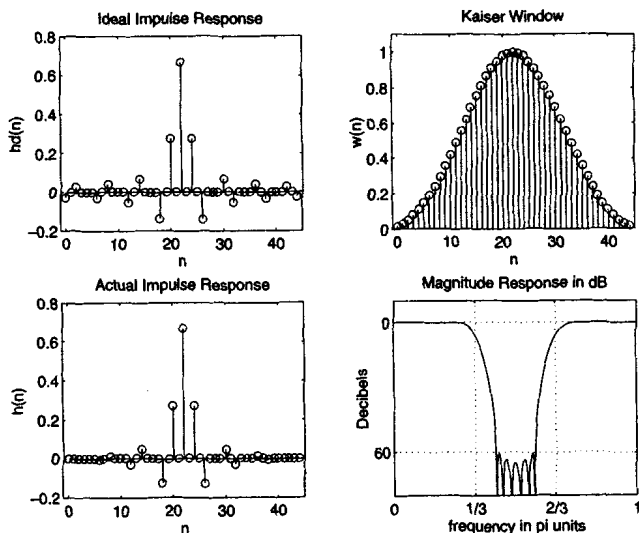 Ideal Impulse Response
0.8
0.6
0.4
0.2
0
−0.2
hd(n)
0 10 20 30 40
n
Kaiser Window
1
0.8
0.6
0.4
0.2
0
w(n)
0 10 20 30 40
n
Actual Impulse Response
0.8
0.6
0.4
0.2
0
−0.2
h(n)
0 10 20 30 40
n
Magnitude Response in dB
0
60
Decibels
0 1/3 2/3 1
frequency in pi units